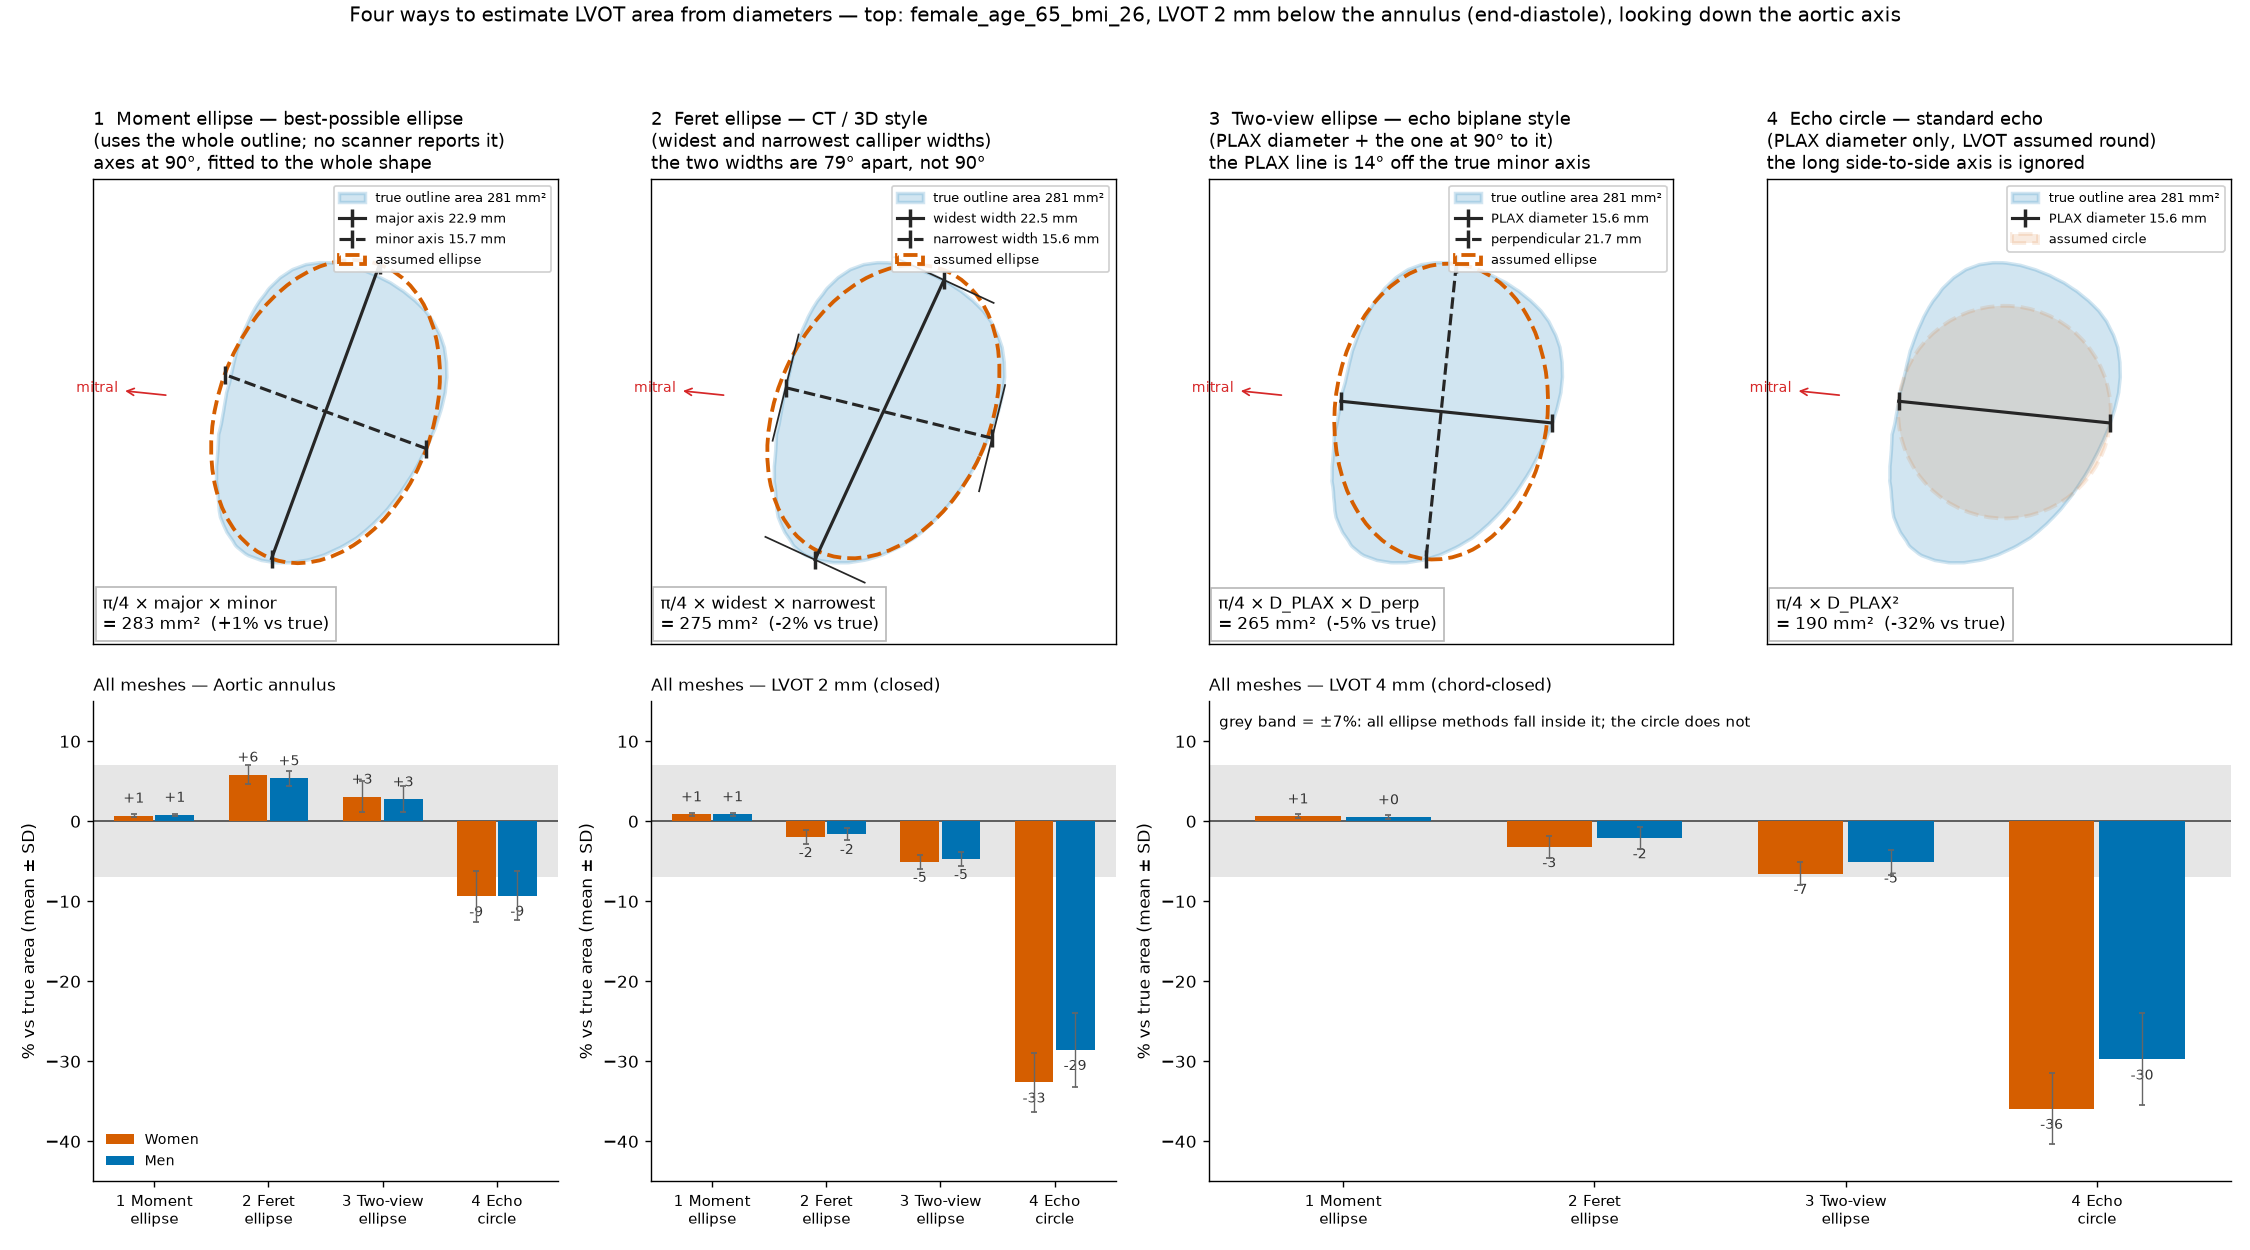 Four ways to estimate LVOT area from diameters — top: female_age_65_bmi_26, LVOT 2 mm below the annulus (end-diastole), looking down the aortic axis
1  Moment ellipse — best-possible ellipse
(uses the whole outline; no scanner reports it)
axes at 90°, fitted to the whole shape
true outline area 281 mm²
major axis 22.9 mm
minor axis 15.7 mm
assumed ellipse
mitral
π/4 × major × minor
= 283 mm²  (+1% vs true)
2  Feret ellipse — CT / 3D style
(widest and narrowest calliper widths)
the two widths are 79° apart, not 90°
true outline area 281 mm²
widest width 22.5 mm
narrowest width 15.6 mm
assumed ellipse
mitral
π/4 × widest × narrowest
= 275 mm²  (-2% vs true)
3  Two-view ellipse — echo biplane style
(PLAX diameter + the one at 90° to it)
the PLAX line is 14° off the true minor axis
true outline area 281 mm²
PLAX diameter 15.6 mm
perpendicular 21.7 mm
assumed ellipse
mitral
π/4 × D_PLAX × D_perp
= 265 mm²  (-5% vs true)
4  Echo circle — standard echo
(PLAX diameter only, LVOT assumed round)
the long side-to-side axis is ignored
true outline area 281 mm²
PLAX diameter 15.6 mm
assumed circle
mitral
π/4 × D_PLAX²
= 190 mm²  (-32% vs true)
All meshes — Aortic annulus
% vs true area (mean ± SD)
10
0
−10
−20
−30
−40
+1
+1
+6
+5
+3
+3
-9
-9
Women
Men
1 Moment
ellipse
2 Feret
ellipse
3 Two-view
ellipse
4 Echo
circle
All meshes — LVOT 2 mm (closed)
% vs true area (mean ± SD)
10
0
−10
−20
−30
−40
+1
+1
-2
-2
-5
-5
-33
-29
1 Moment
ellipse
2 Feret
ellipse
3 Two-view
ellipse
4 Echo
circle
All meshes — LVOT 4 mm (chord-closed)
grey band = ±7%: all ellipse methods fall inside it; the circle does not
% vs true area (mean ± SD)
10
0
−10
−20
−30
−40
+1
+0
-3
-2
-7
-5
-36
-30
1 Moment
ellipse
2 Feret
ellipse
3 Two-view
ellipse
4 Echo
circle